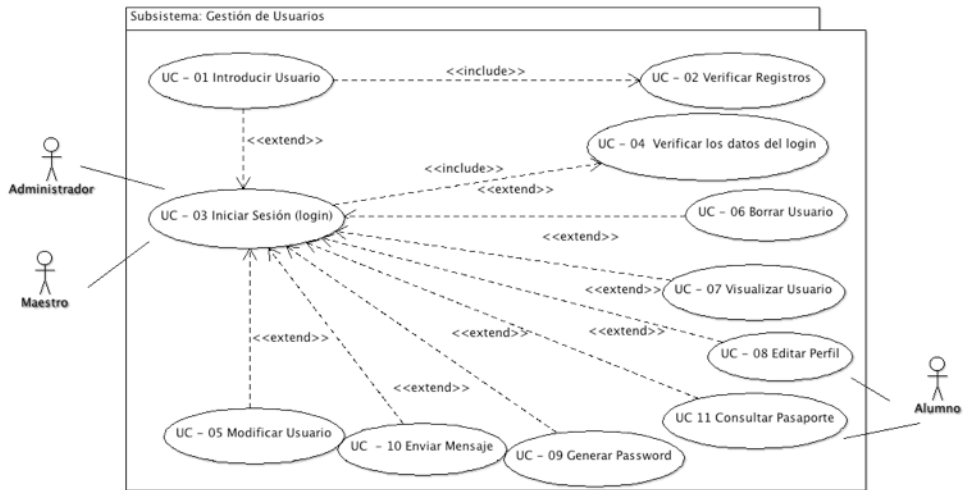 Subsistema: Gestión de Usuarios
UC - 01 Introducir Usuario
<<include>>
UC - 02 Verificar Registros
<<extend>>
UC - 04 Verificar los datos del login
Administrador
<<include>>
<<extend>>
UC - 03 Iniciar Sesión (login)
UC - 06 Borrar Usuario
<<extend>>
Maestro
UC - 07 Visualizar Usuario
<<extend>>
<<extend>>
<<extend>>
<<extend>>
UC - 08 Editar Perfil
<<extend>>
Alumno
UC 11 Consultar Pasaporte
UC - 05 Modificar Usuario
UC - 10 Enviar Mensaje
UC - 09 Generar Password